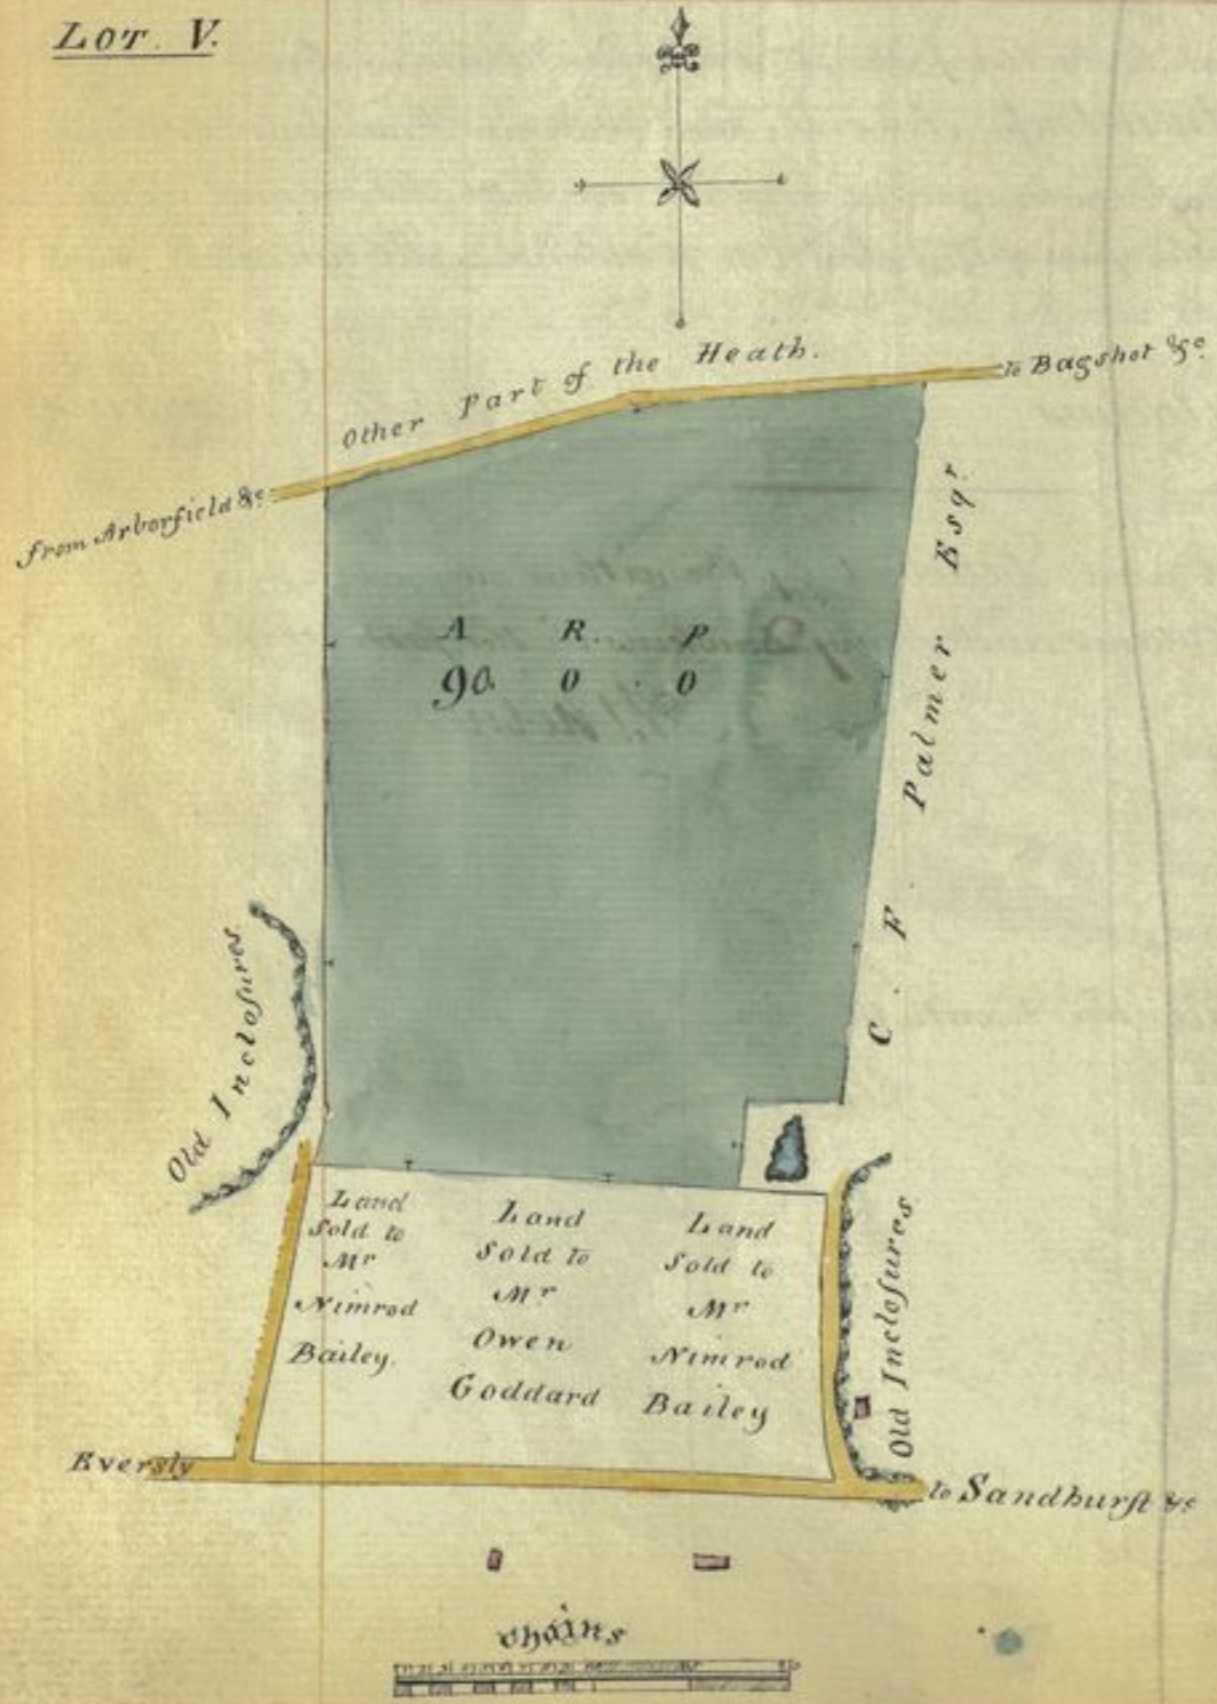 Lot. V.
Other Part of the Heath.
to Bagshot &c.
from Arborfield &c.
A R. P
90. 0 . 0
C. F. Palmer Esqr
Old Inclosures
Land
Sold to
Mr
Nimrod
Bailey.
Land
Sold to
Mr
Owen
Goddard
Land
Sold to
Mr
Nimrod
Bailey
Old Inclosures
Eversly
to Sandhurst &c
Chains